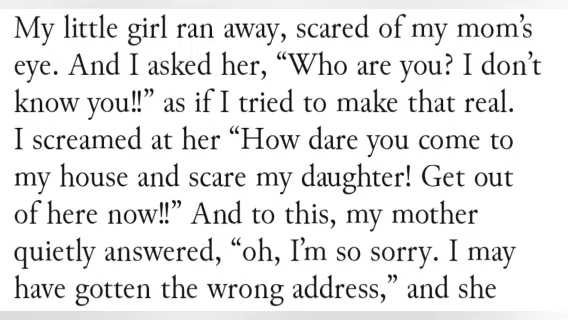 My little girl ran away, scared of my mom's
eye. And I asked her, “Who are you? I don't
know you!!” as if I tried to make that real.
I screamed at her “How dare you come to
my house and scare my daughter! Get out
of here now!!” And to this, my mother
quietly answered, “oh, I'm so sorry. I may
have gotten the wrong address,” and she